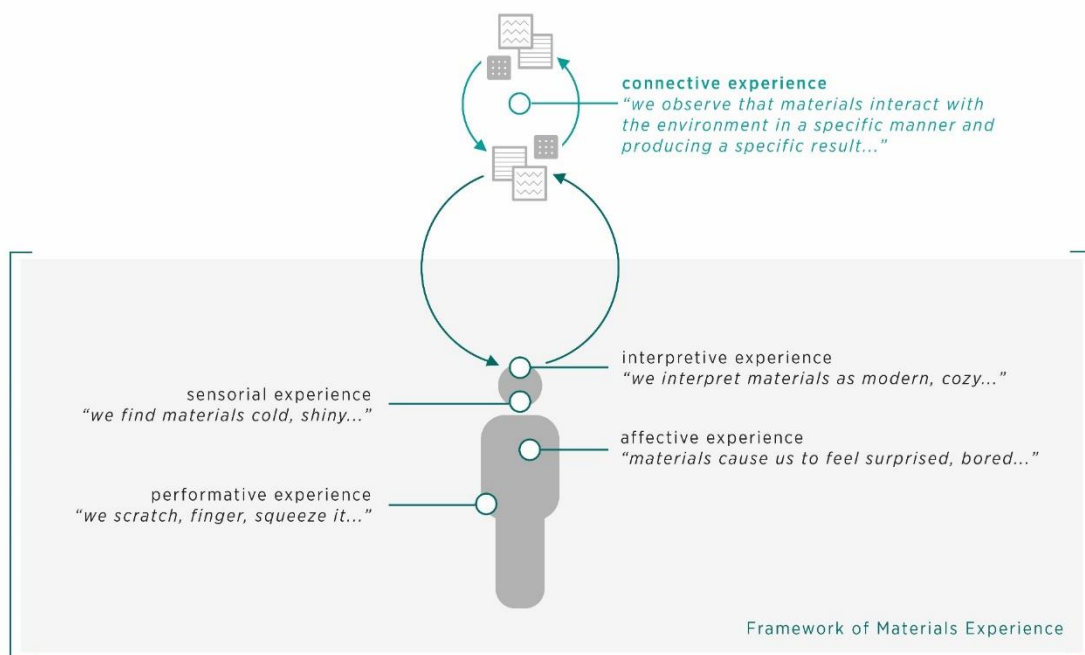 connective experience
“we observe that materials interact with
the environment in a specific manner and
producing a specific result...”
interpretive experience
“we interpret materials as modern, cozy...”
sensorial experience
“we find materials cold, shiny...”
affective experience
“materials cause us to feel surprised, bored...”
performative experience
“we scratch, finger, squeeze it...”
Framework of Materials Experience